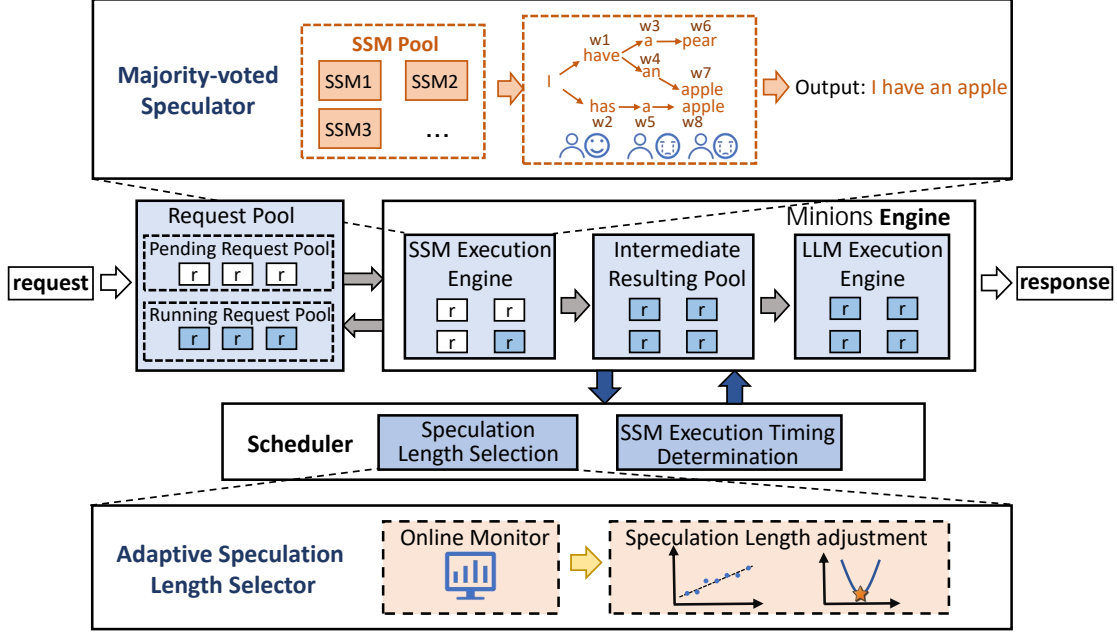 Majority-voted
Speculator
SSM Pool
SSM1
SSM2
SSM3
...
w1
w3
w6
I
have
a
pear
w4
an
w7
apple
has
a
apple
w2
w5
w8
Output: I have an apple
request
Request Pool
Pending Request Pool
r
r
r
Running Request Pool
r
r
r
Minions Engine
SSM Execution
Engine
r
r
r
r
Intermediate
Resulting Pool
r
r
r
r
LLM Execution
Engine
r
r
r
r
response
Scheduler
Speculation
Length Selection
SSM Execution Timing
Determination
Adaptive Speculation
Length Selector
Online Monitor
Speculation Length adjustment